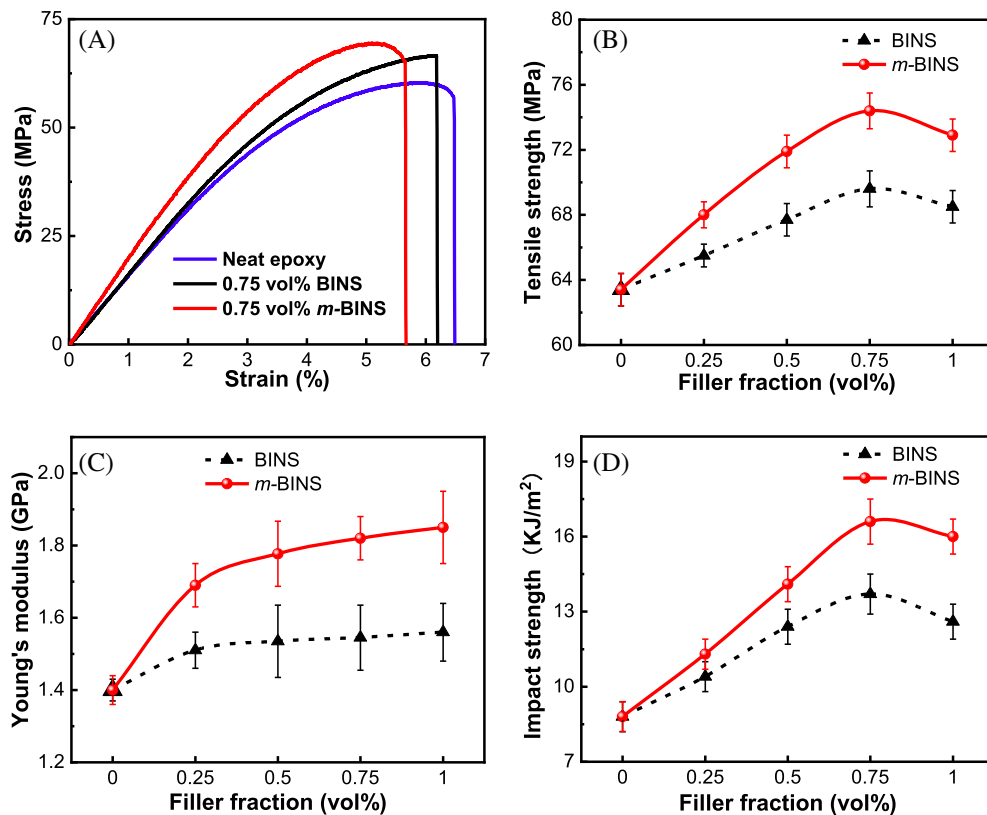 (A)
Stress (MPa)
75
50
25
0
Neat epoxy
0.75 vol% BINS
0.75 vol% m-BINS
0 1 2 3 4 5 6 7
Strain (%)
(B)
BINS
m-BINS
Tensile strength (MPa)
80
76
72
68
64
60
0 0.25 0.5 0.75 1
Filler fraction (vol%)
(C)
BINS
m-BINS
Young's modulus (GPa)
2.0
1.8
1.6
1.4
1.2
0 0.25 0.5 0.75 1
Filler fraction (vol%)
(D)
BINS
m-BINS
Impact strength (KJ/m²)
19
16
13
10
7
0 0.25 0.5 0.75 1
Filler fraction (vol%)